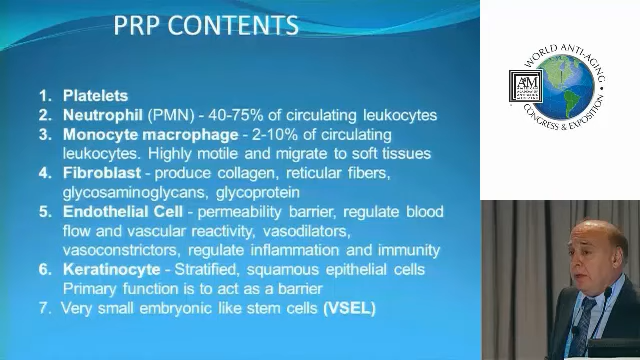 PRP CONTENTS
1. Platelets
2. Neutrophil (PMN) - 40-75% of circulating leukocytes
3. Monocyte macrophage - 2-10% of circulating
leukocytes. Highly motile and migrate to soft tissues
4. Fibroblast - produce collagen, reticular fibers,
glycosaminoglycans, glycoprotein
5. Endothelial Cell - permeability barrier, regulate blood
flow and vascular reactivity, vasodilators,
vasoconstrictors, regulate inflammation and immunity
6. Keratinocyte - Stratified, squamous epithelial cells
Primary function is to act as a barrier
7. Very small embryonic like stem cells (VSEL)
WORLD ANTI-AGING
CONGRESS & EXPOSITION